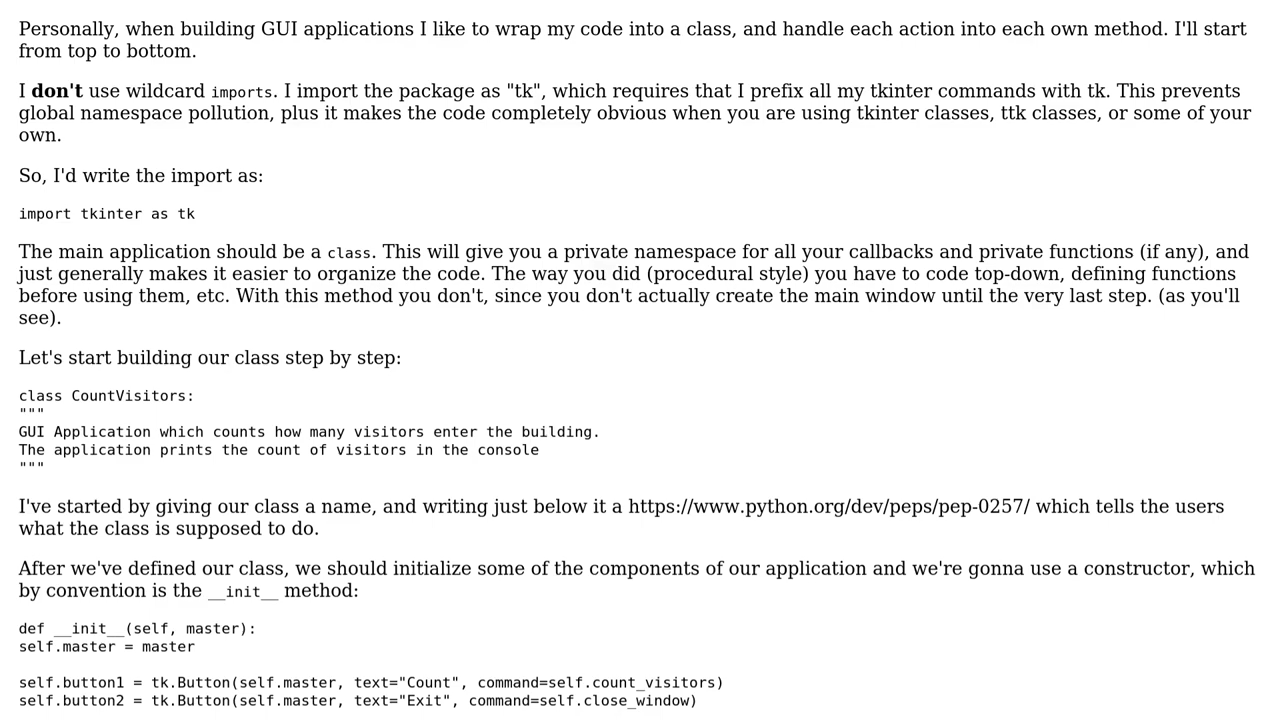 Personally, when building GUI applications I like to wrap my code into a class, and handle each action into each own method. I'll start
from top to bottom.
I don't use wildcard imports. I import the package as "tk", which requires that I prefix all my tkinter commands with tk. This prevents
global namespace pollution, plus it makes the code completely obvious when you are using tkinter classes, ttk classes, or some of your
own.
So, I'd write the import as:
import tkinter as tk
The main application should be a class. This will give you a private namespace for all your callbacks and private functions (if any), and
just generally makes it easier to organize the code. The way you did (procedural style) you have to code top-down, defining functions
before using them, etc. With this method you don't, since you don't actually create the main window until the very last step. (as you'll
see).
Let's start building our class step by step:
class CountVisitors:
"""
GUI Application which counts how many visitors enter the building.
The application prints the count of visitors in the console
"""
I've started by giving our class a name, and writing just below it a https://www.python.org/dev/peps/pep-0257/ which tells the users
what the class is supposed to do.
After we've defined our class, we should initialize some of the components of our application and we're gonna use a constructor, which
by convention is the __init__ method:
def __init__(self, master):
self.master = master
self.button1 = tk.Button(self.master, text="Count", command=self.count_visitors)
self.button2 = tk.Button(self.master, text="Exit", command=self.close_window)